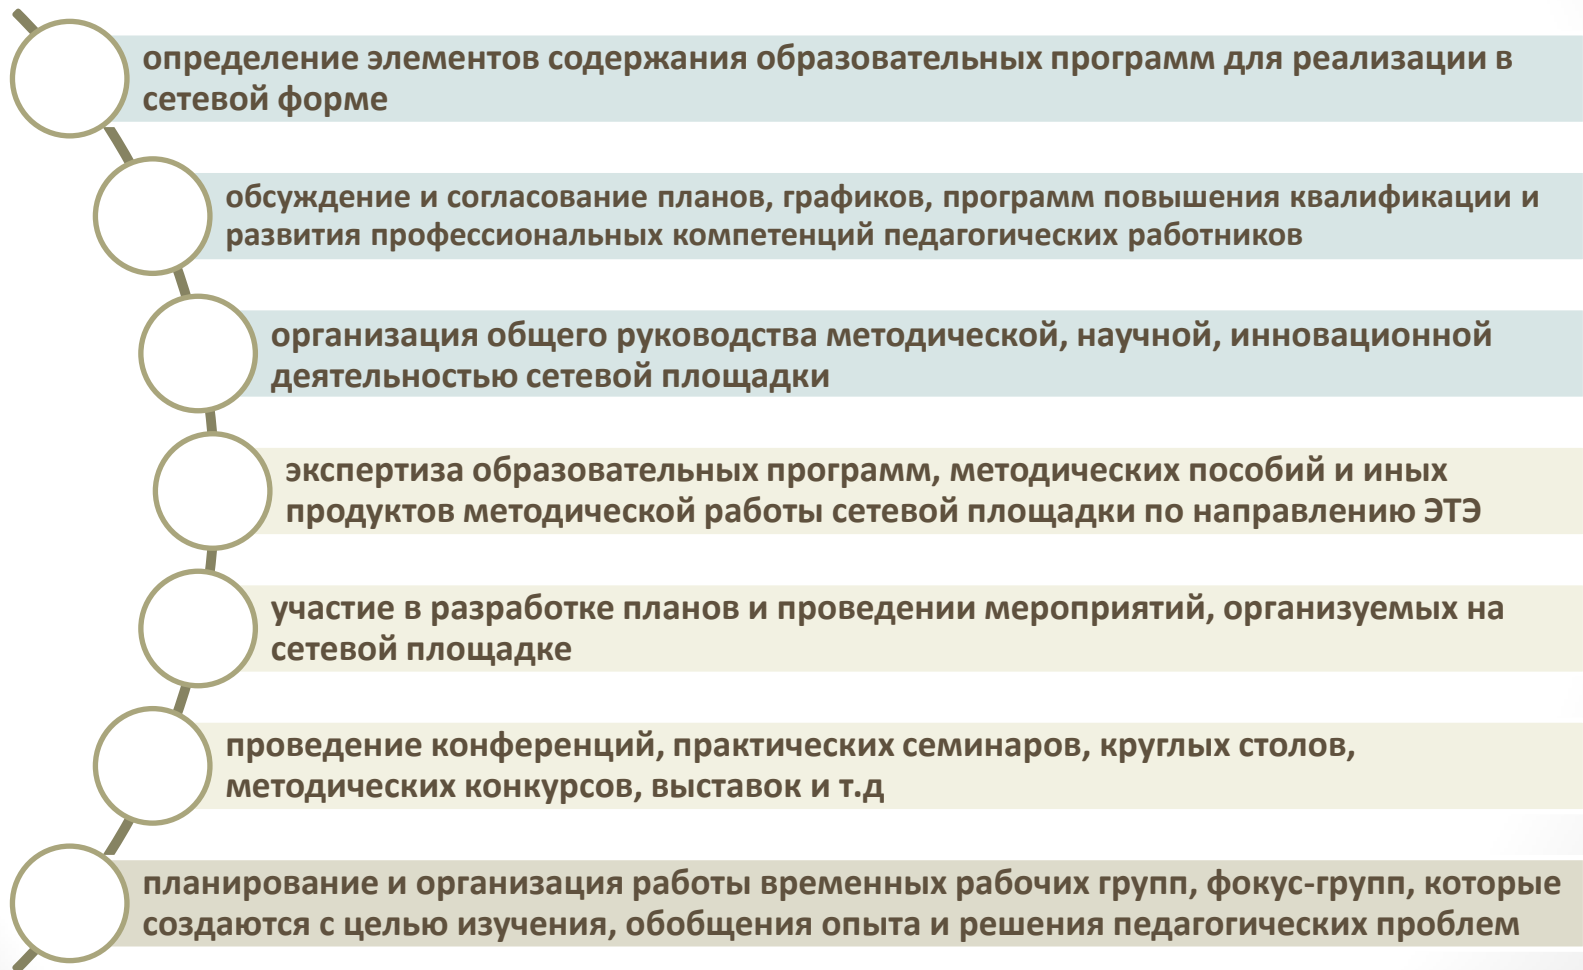 определение элементов содержания образовательных программ для реализации в
сетевой форме
обсуждение и согласование планов, графиков, программ повышения квалификации и
развития профессиональных компетенций педагогических работников
организация общего руководства методической, научной, инновационной
деятельностью сетевой площадки
экспертиза образовательных программ, методических пособий и иных
продуктов методической работы сетевой площадки по направлению ЭТЭ
участие в разработке планов и проведении мероприятий, организуемых на
сетевой площадке
проведение конференций, практических семинаров, круглых столов,
методических конкурсов, выставок и т.д
планирование и организация работы временных рабочих групп, фокус-групп, которые
создаются с целью изучения, обобщения опыта и решения педагогических проблем